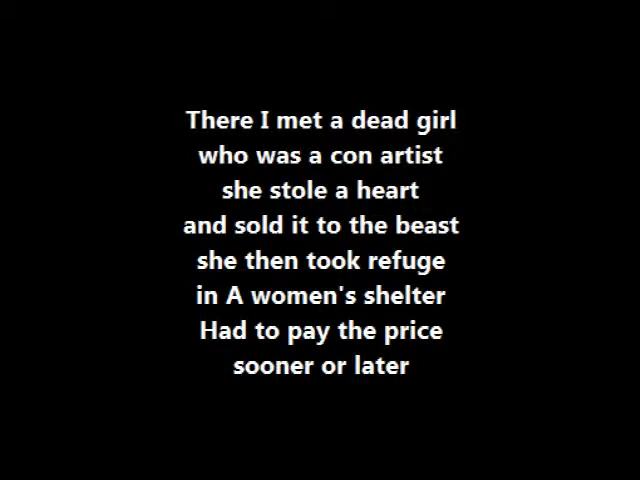 There I met a dead girl
who was a con artist
she stole a heart
and sold it to the beast
she then took refuge
in A women's shelter
Had to pay the price
sooner or later